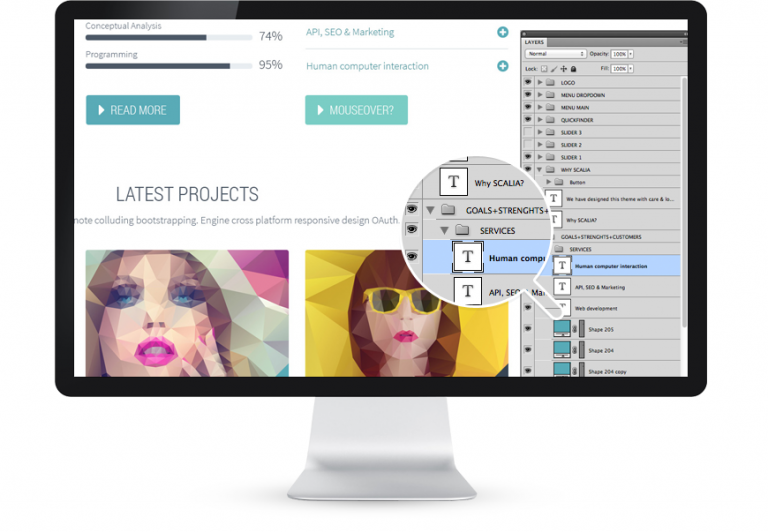 Conceptual Analysis
74%
Programming
95%
READ MORE
API, SEO & Marketing
Human computer interaction
MOUSEOVER?
LATEST PROJECTS
note colluding bootstrapping. Engine cross platform responsive design OAuth.
LAYERS
Normal
Opacity: 100%
Lock:
Fill: 100%
LOGO
MENU DROPDOWN
MENU MAIN
QUICKFINDER
SLIDER 3
SLIDER 2
SLIDER 1
WHY SCALIA
Button
We have designed this theme with care & lo...
Why SCALIA?
GOALS+STRENGHTS+CUSTOMERS
SERVICES
T Human computer interaction
T API, SEO & Marketing
Web development
Shape 205
Shape 204
Shape 204 copy
T Why SCALIA?
GOALS+STRENGHTS+
SERVICES
T Human compu
T API, SEO & Mar